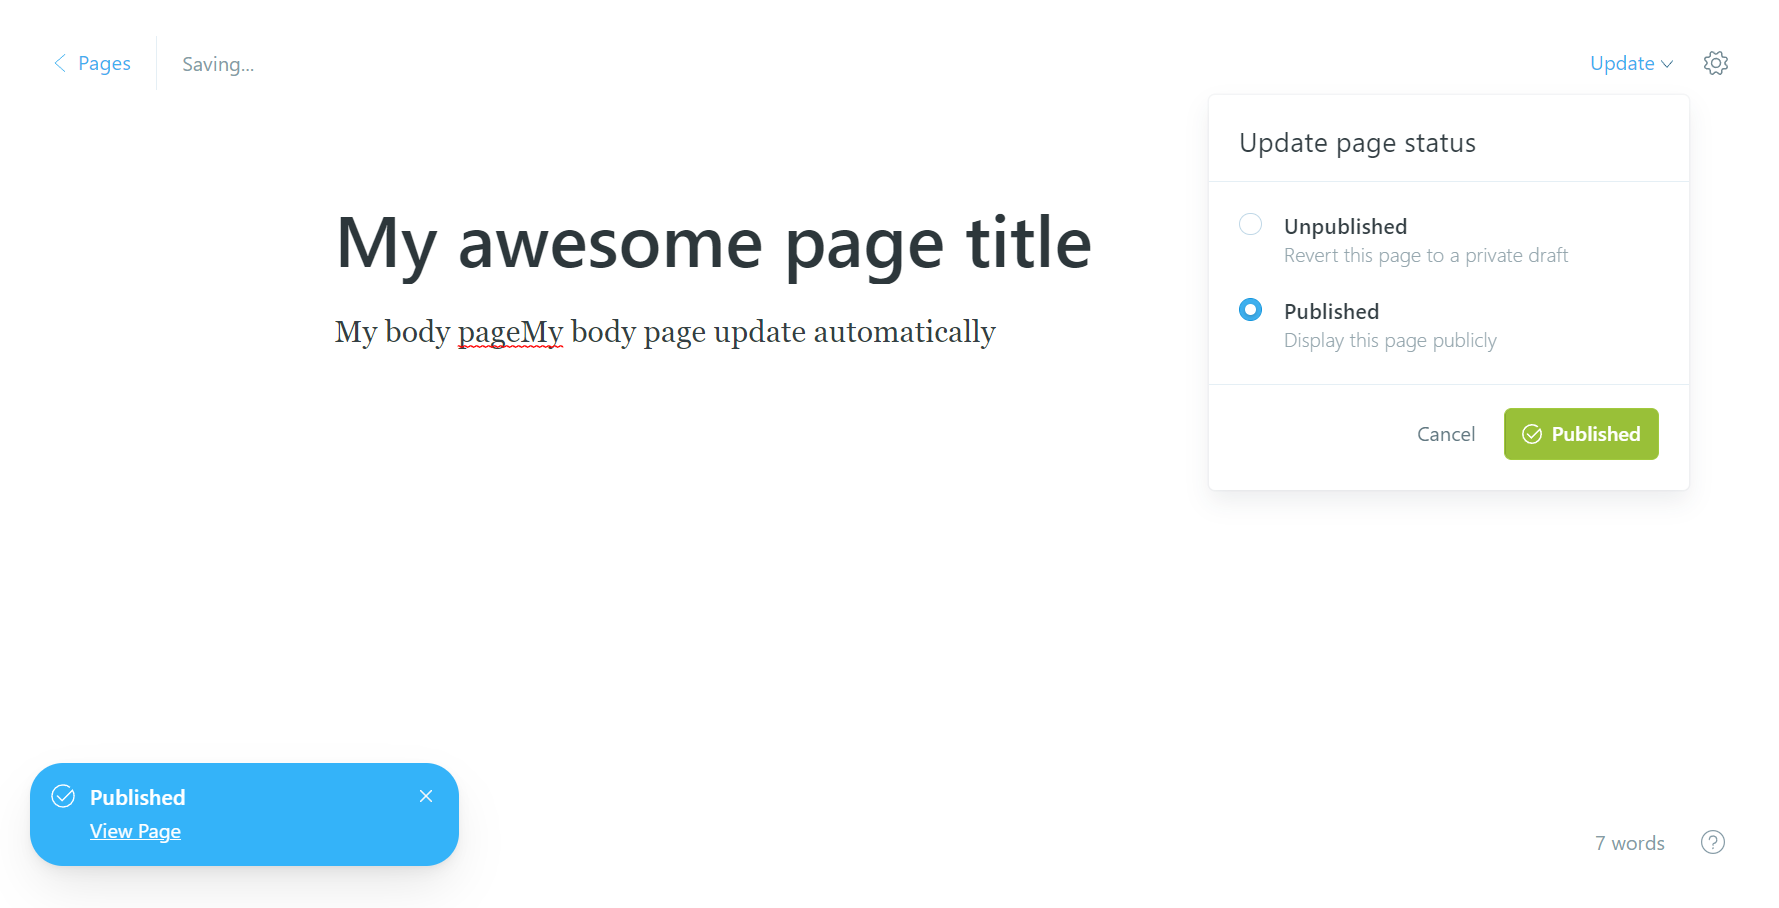 Pages
Saving...
Update
Update page status
Unpublished
Revert this page to a private draft
Published
Display this page publicly
Cancel
Published
My awesome page title
My body pageMy body page update automatically
Published
View Page
7 words
?